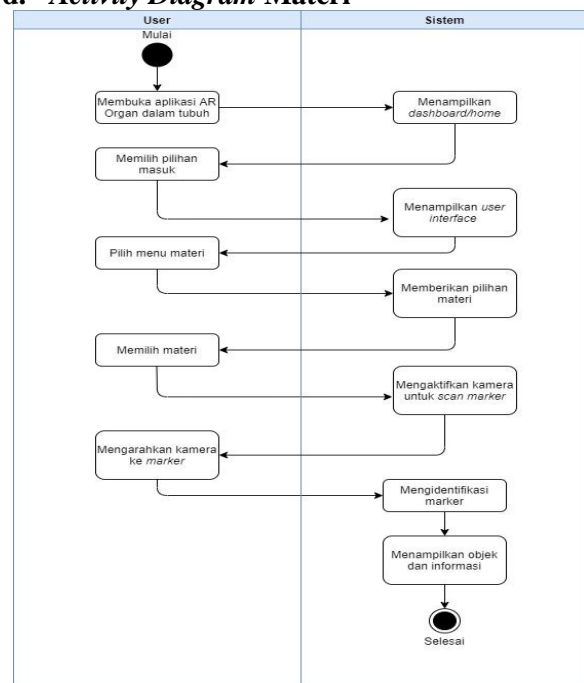 d. Activity Diagram Materi
User
Sistem
Mulai
Membuka aplikasi AR
Organ dalam tubuh
Menampilkan
dashboard/home
Memilih pilihan
masuk
Menampilkan user
interface
Pilih menu materi
Memberikan pilihan
materi
Memilih materi
Mengaktifkan kamera
untuk scan marker
Mengarahkan kamera
ke marker
Mengidentifikasi
marker
Menampilkan objek
dan informasi
Selesai